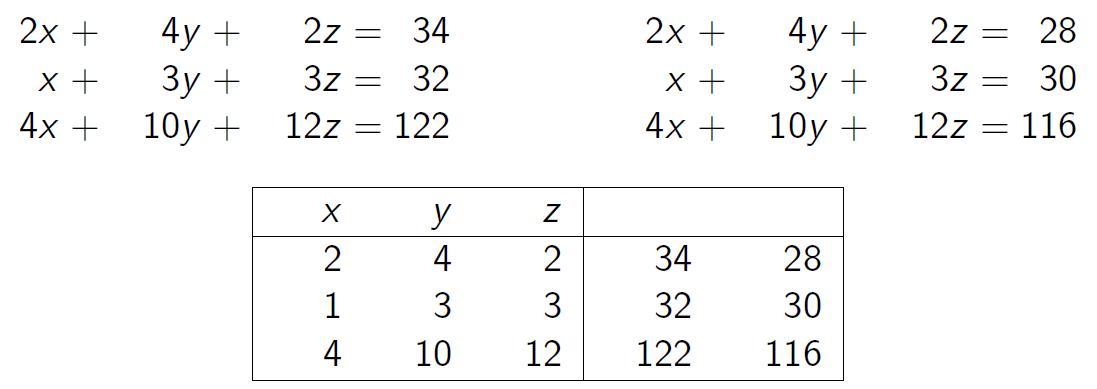 2x + 4y + 2z = 34 2x + 4y + 2z = 28
x + 3y + 3z = 32 x + 3y + 3z = 30
4x + 10y + 12z = 122 4x + 10y + 12z = 116
x y z
2 4 2 34 28
1 3 3 32 30
4 10 12 122 116